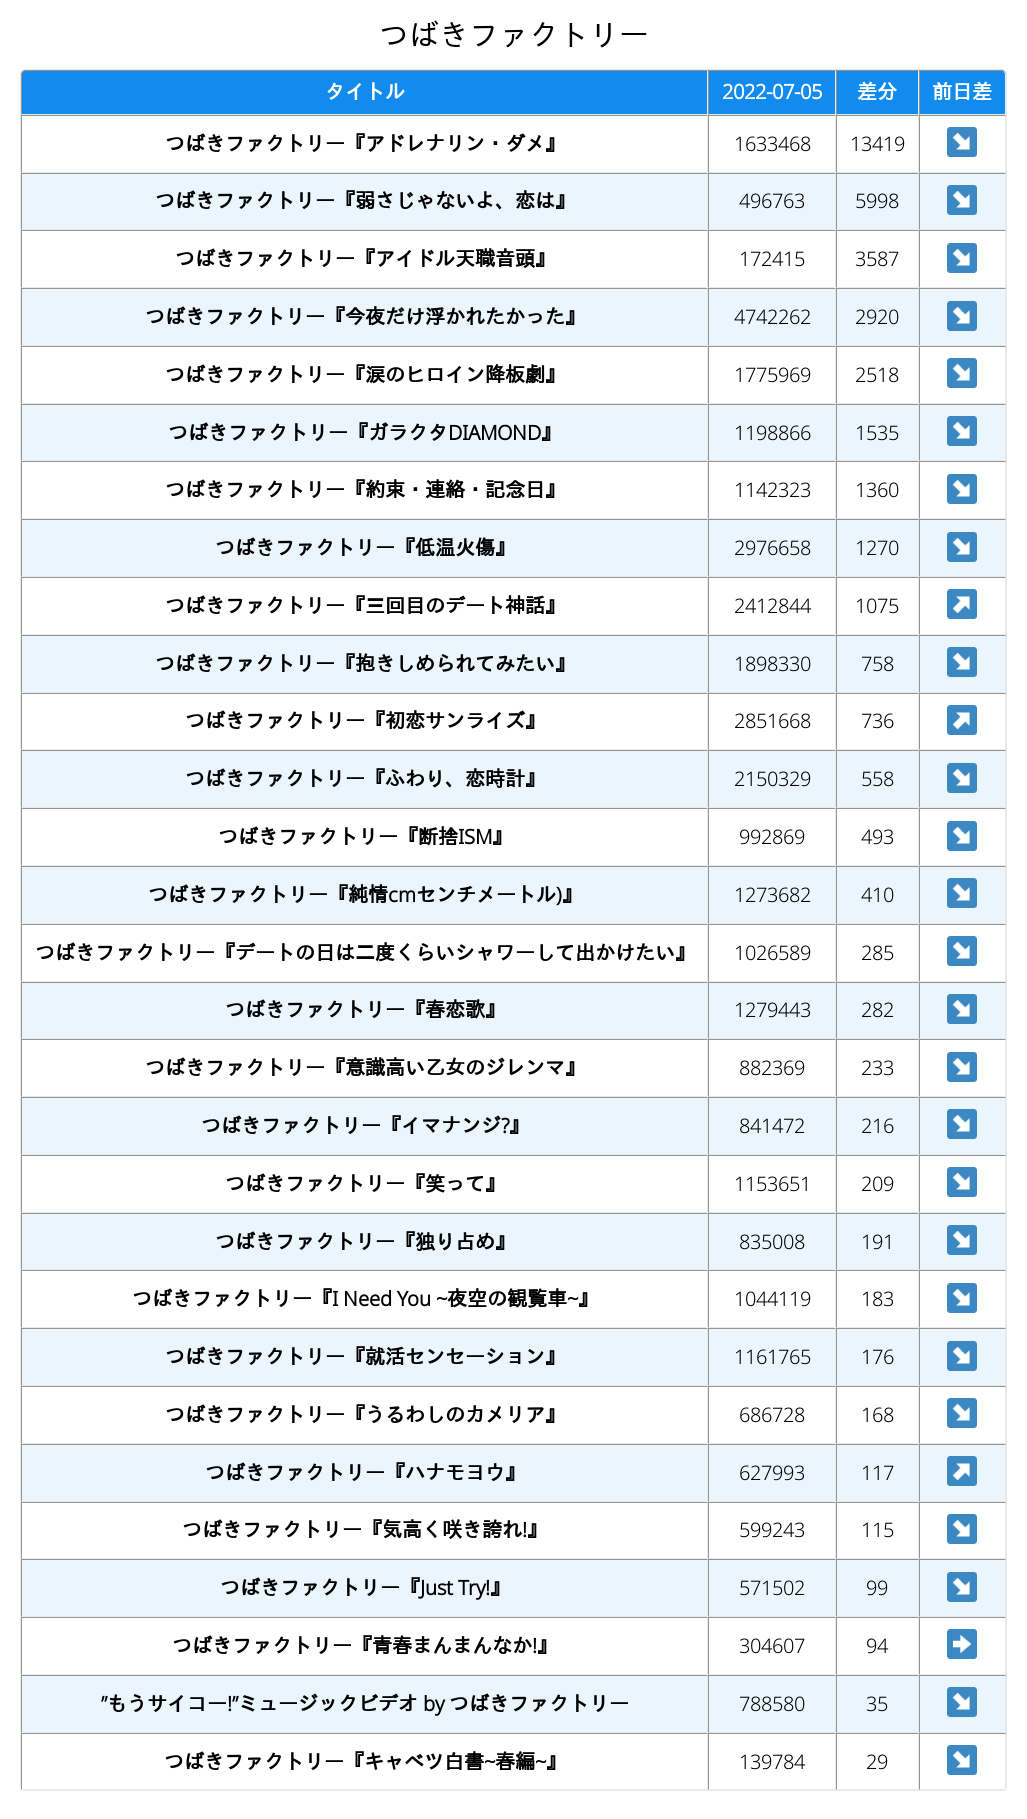 つばきファクトリー
タイトル 2022-07-05 差分 前日差
つばきファクトリー『アドレナリン・ダメ』 1633468 13419
つばきファクトリー『弱さじゃないよ、恋は』 496763 5998
つばきファクトリー『アイドル天職音頭』 172415 3587
つばきファクトリー『今夜だけ浮かれたかった』 4742262 2920
つばきファクトリー『涙のヒロイン降板劇』 1775969 2518
つばきファクトリー『ガラクタDIAMOND』 1198866 1535
つばきファクトリー『約束・連絡・記念日』 1142323 1360
つばきファクトリー『低温火傷』 2976658 1270
つばきファクトリー『三回目のデート神話』 2412844 1075
つばきファクトリー『抱きしめられてみたい』 1898330 758
つばきファクトリー『初恋サンライズ』 2851668 736
つばきファクトリー『ふわり、恋時計』 2150329 558
つばきファクトリー『断捨ISM』 992869 493
つばきファクトリー『純情cmセンチメートル)』 1273682 410
つばきファクトリー『デートの日は二度くらいシャワーして出かけたい』 1026589 285
つばきファクトリー『春恋歌』 1279443 282
つばきファクトリー『意識高い乙女のジレンマ』 882369 233
つばきファクトリー『イマナンジ?』 841472 216
つばきファクトリー『笑って』 1153651 209
つばきファクトリー『独り占め』 835008 191
つばきファクトリー『I Need You ~夜空の観覧車~』 1044119 183
つばきファクトリー『就活センセーション』 1161765 176
つばきファクトリー『うるわしのカメリア』 686728 168
つばきファクトリー『ハナモヨウ』 627993 117
つばきファクトリー『気高く咲き誇れ!』 599243 115
つばきファクトリー『Just Try!』 571502 99
つばきファクトリー『青春まんまんなか!』 304607 94
”もうサイコー!”ミュージックビデオ by つばきファクトリー 788580 35
つばきファクトリー『キャベツ白書~春編~』 139784 29